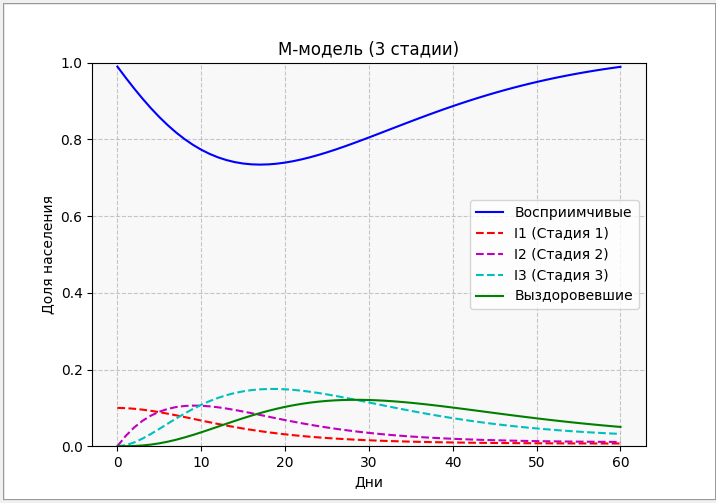 М-модель (3 стадии)
Доля населения
1.0
0.8
0.6
0.4
0.2
0.0
Восприимчивые
I1 (Стадия 1)
I2 (Стадия 2)
I3 (Стадия 3)
Выздоровевшие
0 10 20 30 40 50 60
Дни